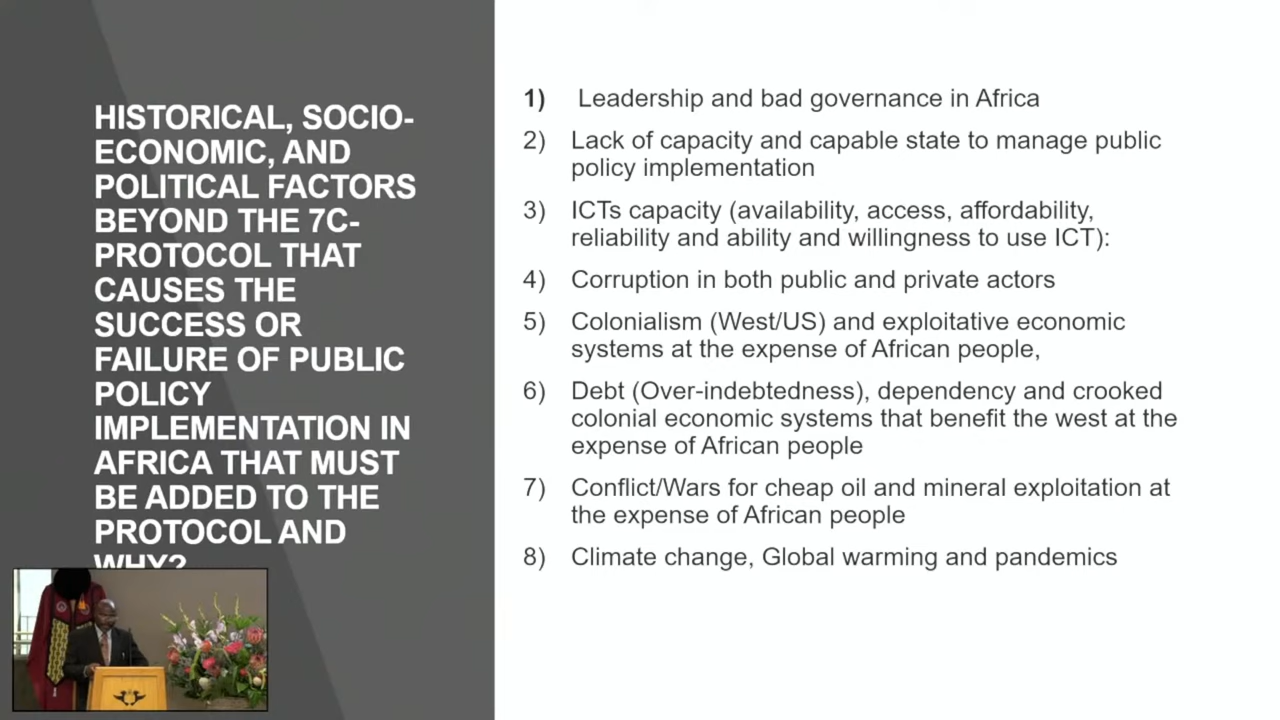 HISTORICAL, SOCIO-
ECONOMIC, AND
POLITICAL FACTORS
BEYOND THE 7C-
PROTOCOL THAT
CAUSES THE
SUCCESS OR
FAILURE OF PUBLIC
POLICY
IMPLEMENTATION IN
AFRICA THAT MUST
BE ADDED TO THE
PROTOCOL AND
WHY?
1) Leadership and bad governance in Africa
2) Lack of capacity and capable state to manage public
policy implementation
3) ICTs capacity (availability, access, affordability,
reliability and ability and willingness to use ICT):
4) Corruption in both public and private actors
5) Colonialism (West/US) and exploitative economic
systems at the expense of African people,
6) Debt (Over-indebtedness), dependency and crooked
colonial economic systems that benefit the west at the
expense of African people
7) Conflict/Wars for cheap oil and mineral exploitation at
the expense of African people
8) Climate change, Global warming and pandemics